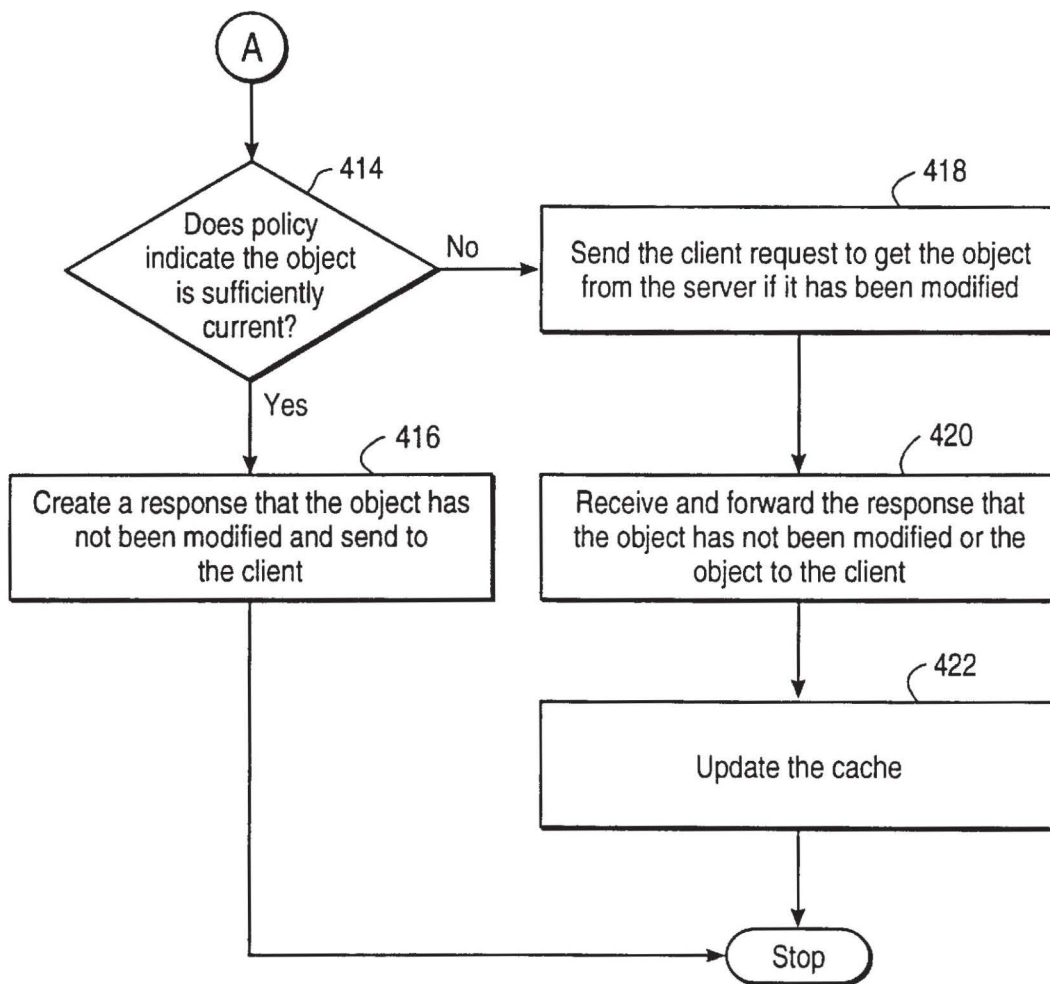 A
414
Does policy
indicate the object
is sufficiently
current?
No
Yes
418
Send the client request to get the object
from the server if it has been modified
416
Create a response that the object has
not been modified and send to
the client
420
Receive and forward the response that
the object has not been modified or the
object to the client
422
Update the cache
Stop